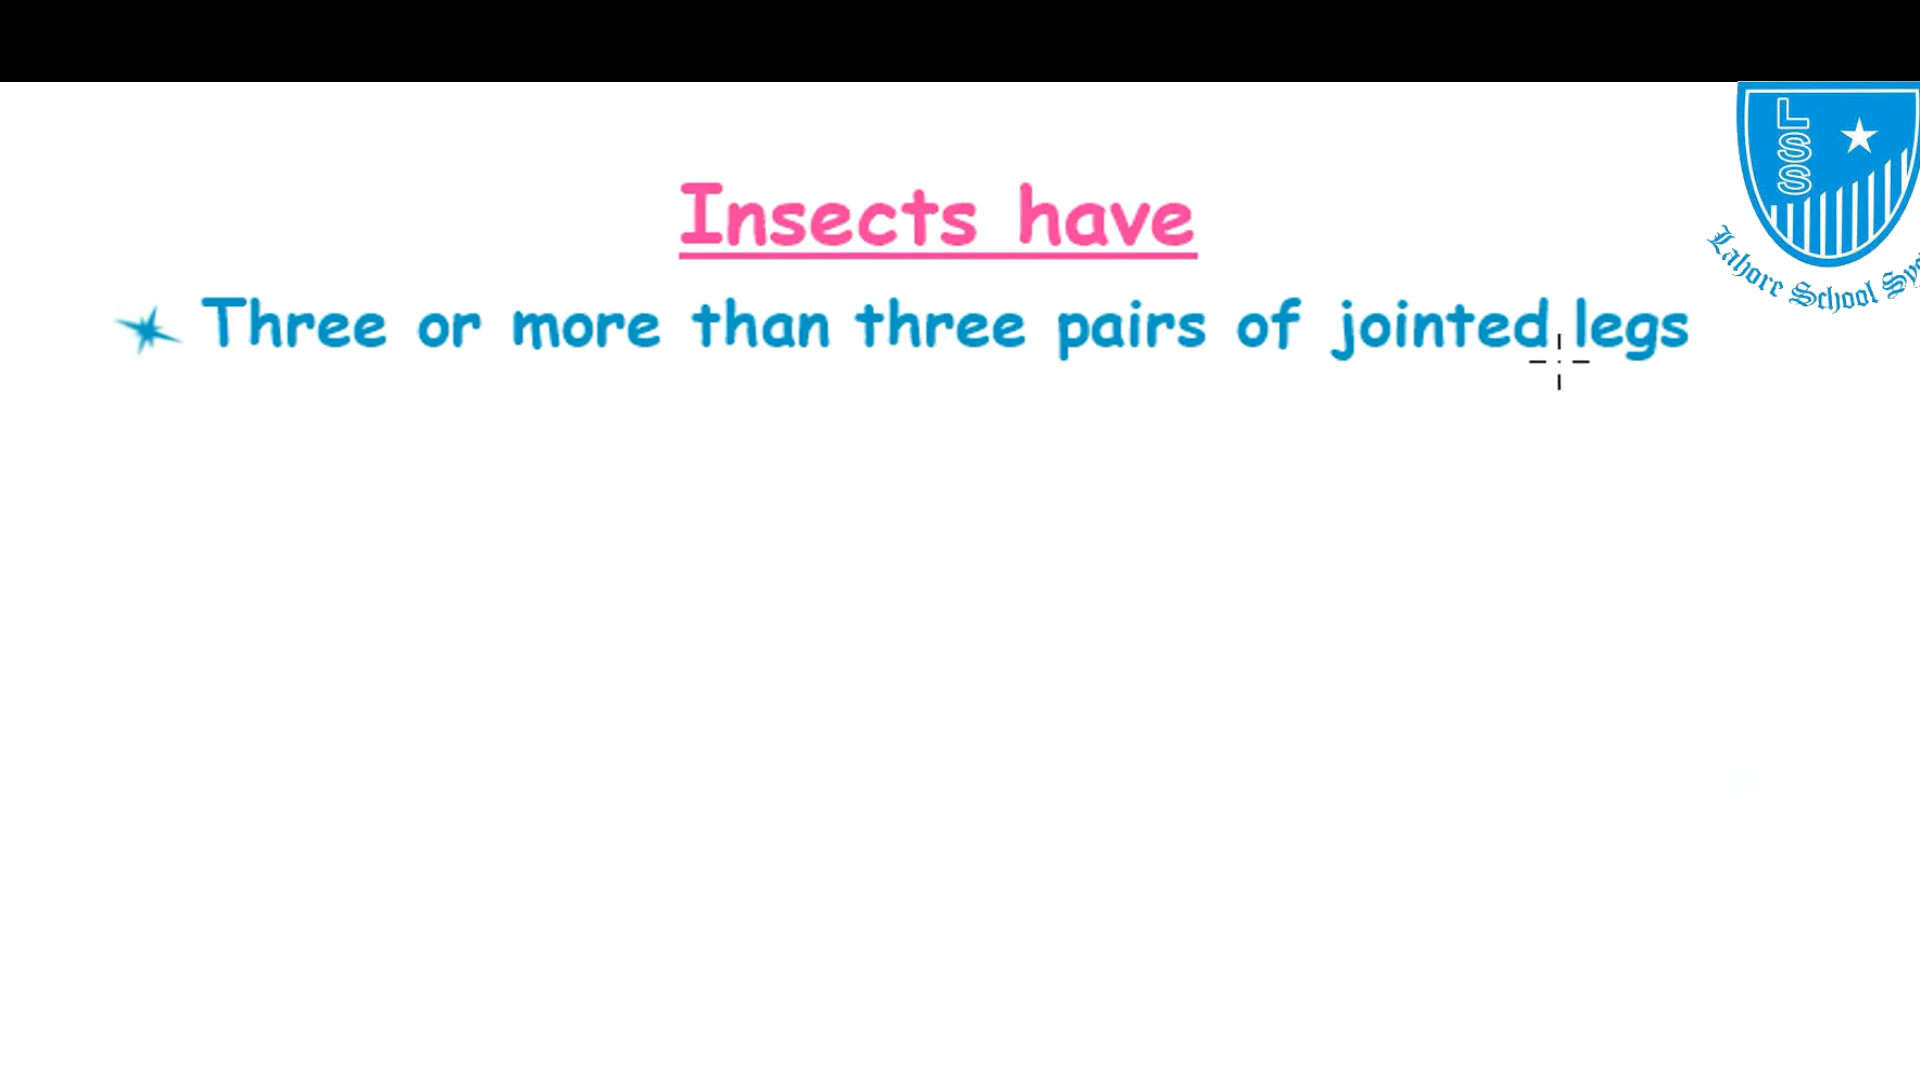 LSS
Lahore School
Insects have
Three or more than three pairs of jointed legs